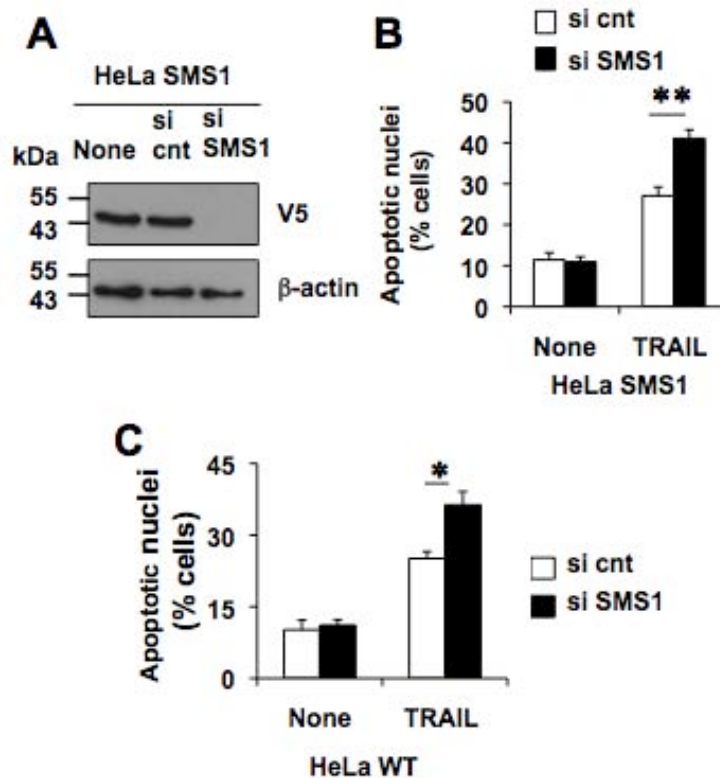 A
HeLa SMS1
kDa None si cnt si SMS1
55
43
V5
55
43
β-actin
B
si cnt
si SMS1
Apoptotic nuclei
(% cells)
50
40
30
20
10
0
**
None TRAIL
HeLa SMS1
C
Apoptotic nuclei
(% cells)
45
30
15
0
*
si cnt
si SMS1
None TRAIL
HeLa WT